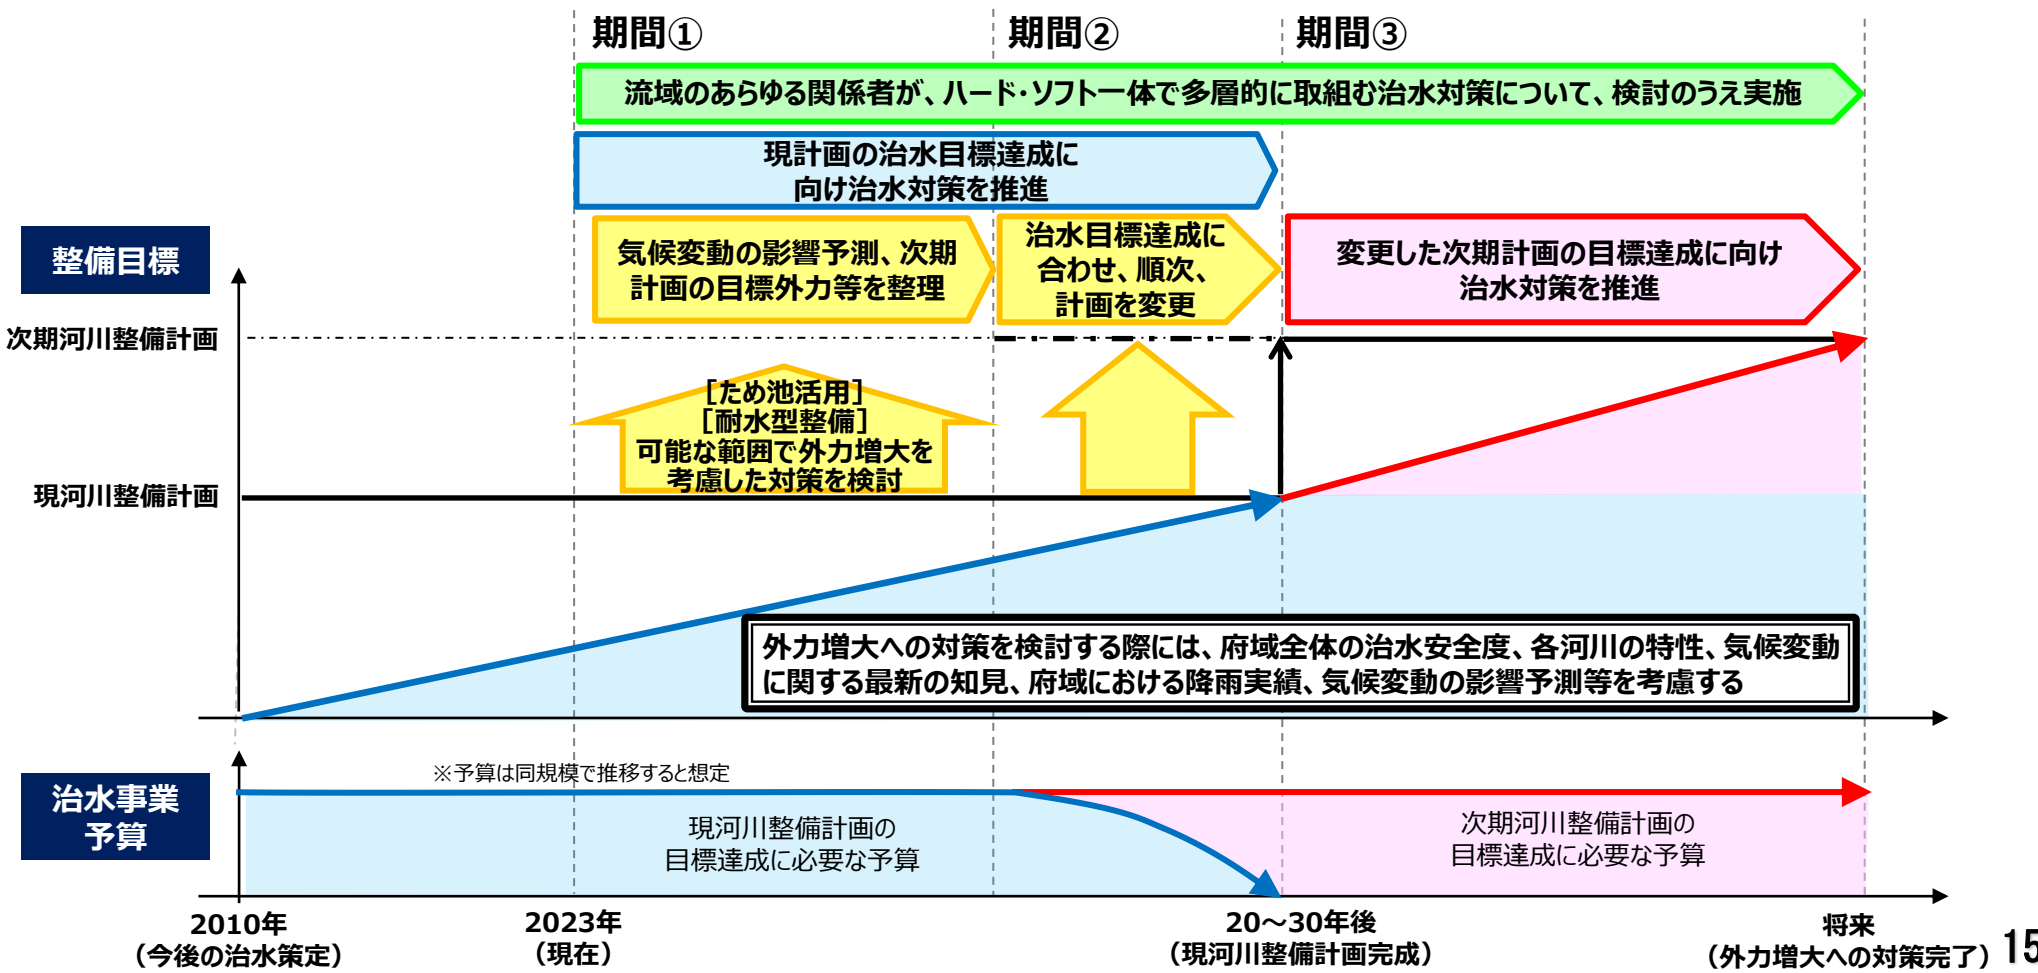 期間①
期間②
期間③
流域のあらゆる関係者が、ハード・ソフト一体で多層的に取組む治水対策について、検討のうえ実施
現計画の治水目標達成に
向け治水対策を推進
気候変動の影響予測、次期
計画の目標外力等を整理
治水目標達成に
合わせ、順次、
計画を変更
変更した次期計画の目標達成に向け
治水対策を推進
整備目標
次期河川整備計画
[ため池活用]
[耐水型整備]
可能な範囲で外力増大を
考慮した対策を検討
現河川整備計画
外力増大への対策を検討する際には、府域全体の治水安全度、各河川の特性、気候変動
に関する最新の知見、府域における降雨実績、気候変動の影響予測等を考慮する
※予算は同規模で推移すると想定
治水事業
予算
現河川整備計画の
目標達成に必要な予算
次期河川整備計画の
目標達成に必要な予算
2010年
(今後の治水策定)
2023年
(現在)
20～30年後
(現河川整備計画完成)
将来
(外力増大への対策完了)
15